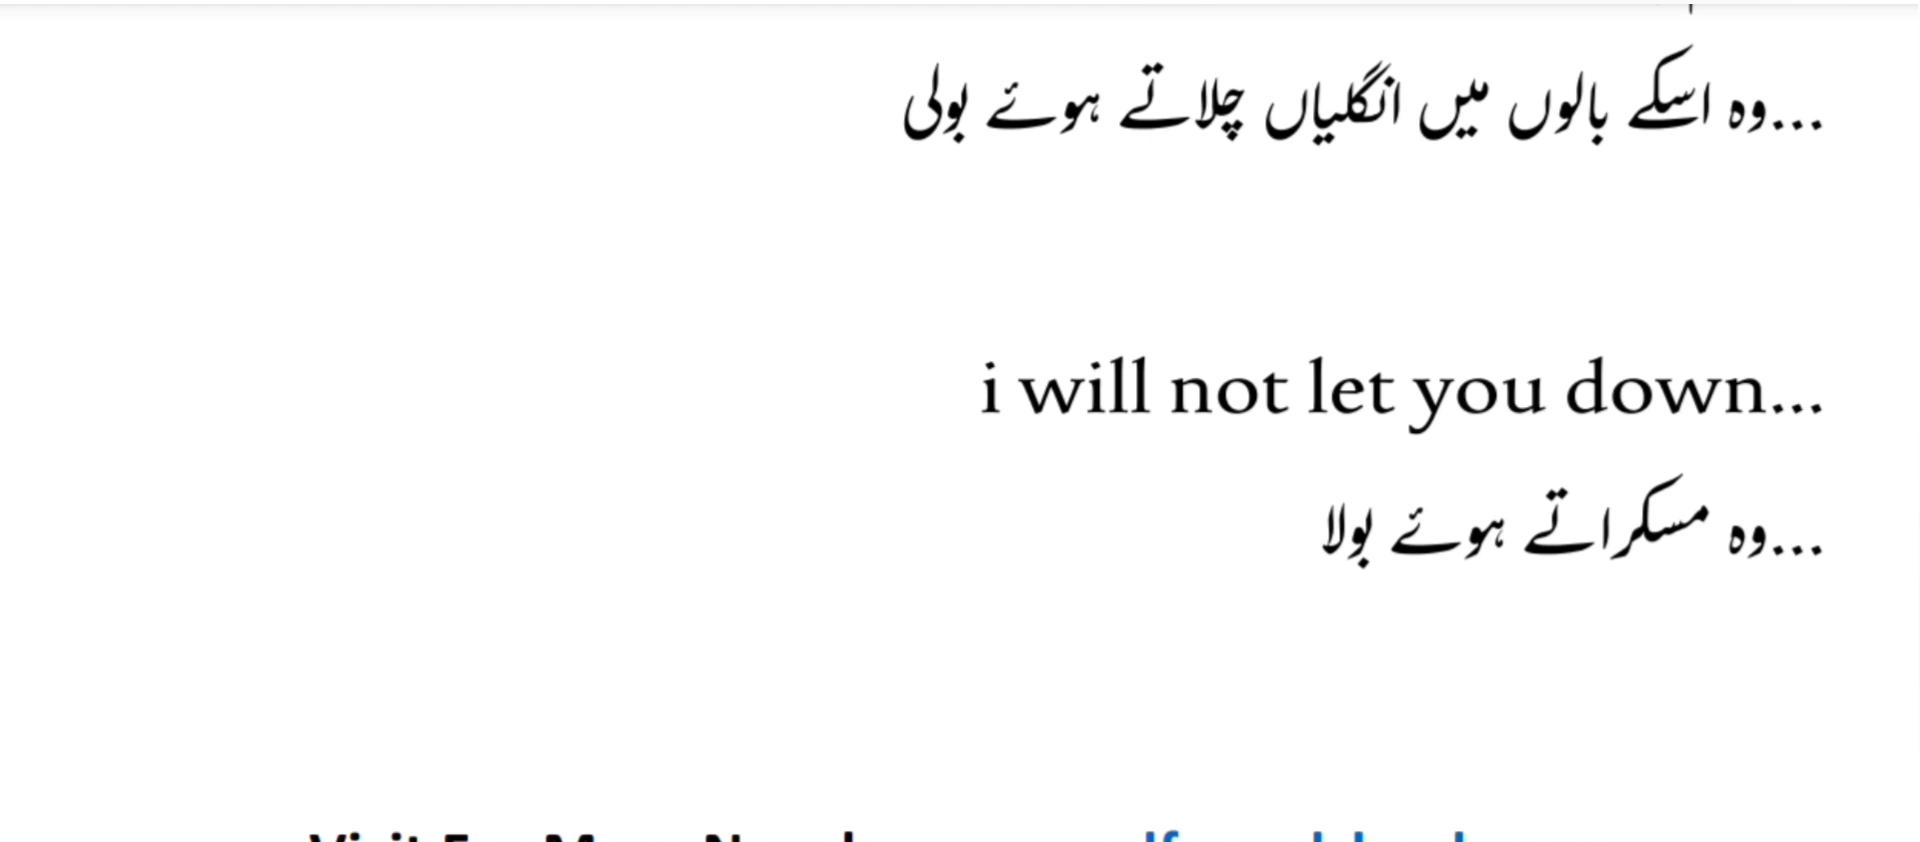 ...وہ اسکے بالوں میں انگلیاں چلاتے ہوئے بولی
i will not let you down...
...وہ مسکراتے ہوئے بولا